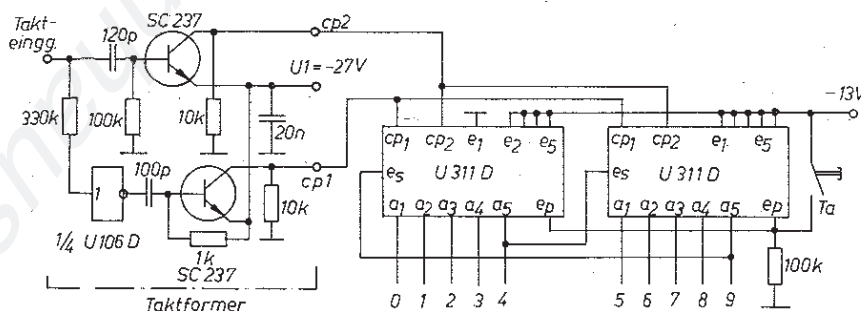 Takt-
eingg.
SC 237
120p
cp2
U1=-27V
330k
100k
10k
20n
100p
cp1
10k
1
1/4 U106 D
1k
SC 237
Taktformer
-13V
cp1 cp2 e1 e2 e5
es U 311 D
a1 a2 a3 a4 a5 ep
0 1 2 3 4
cp1 cp2 e1 e5
es U 311 D
a1 a2 a3 a4 a5 ep
5 6 7 8 9
Ta
100k